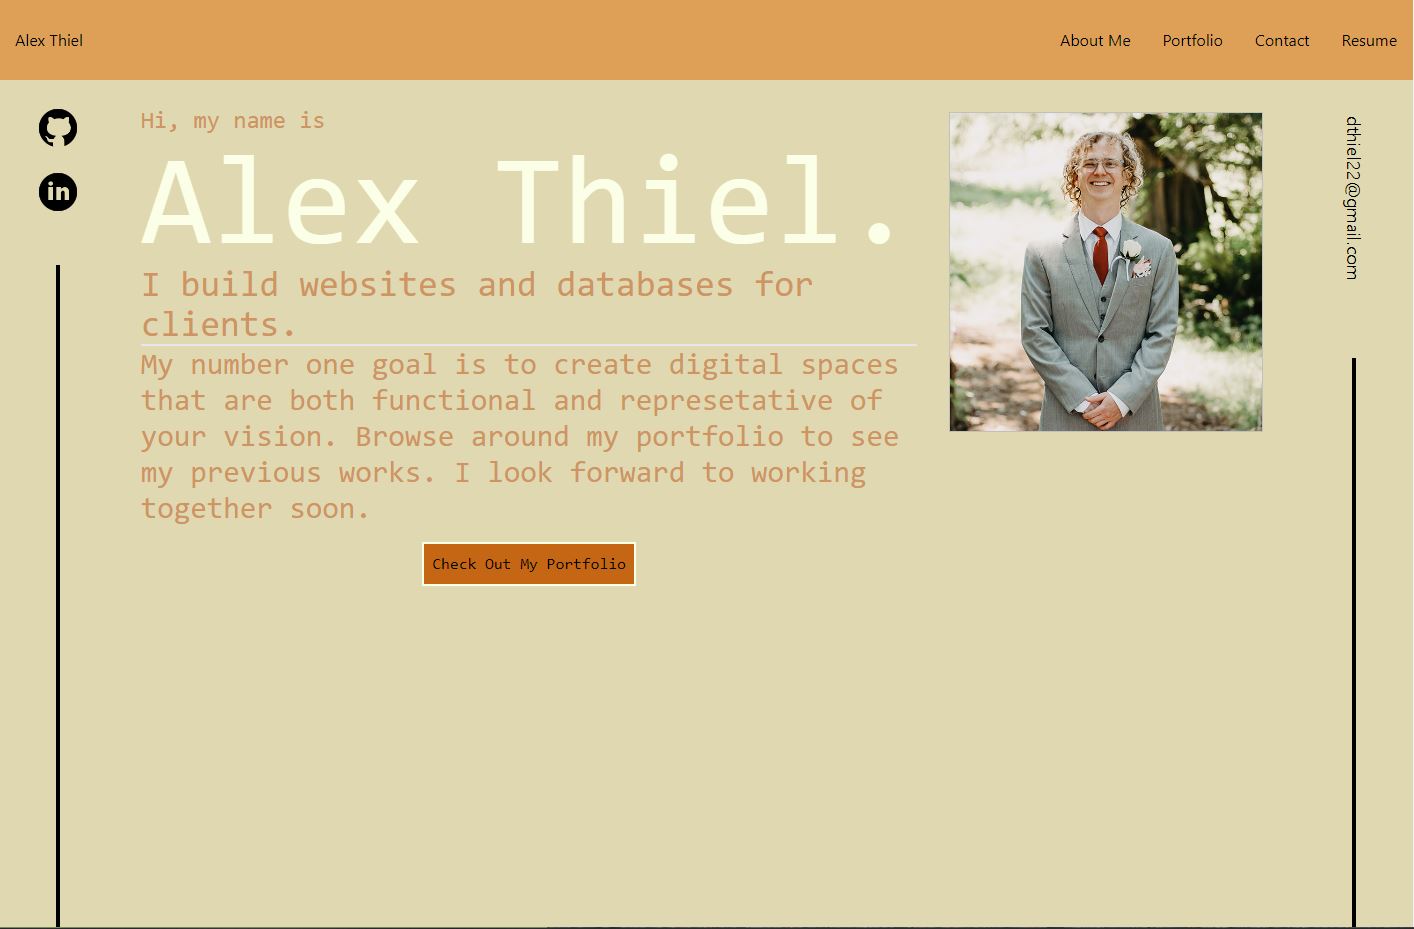 Alex Thiel
About Me
Portfolio
Contact
Resume
in
Hi, my name is
Alex Thiel.
I build websites and databases for
clients.
My number one goal is to create digital spaces
that are both functional and represetative of
your vision. Browse around my portfolio to see
my previous works. I look forward to working
together soon.
Check Out My Portfolio
dthiel22@gmail.com